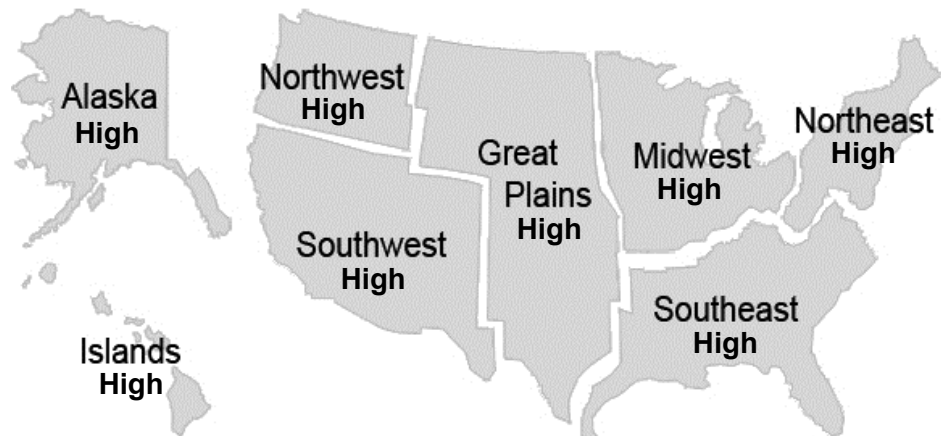 Alaska
High
Northwest
High
Great
Plains
High
Midwest
High
Northeast
High
Southwest
High
Southeast
High
Islands
High